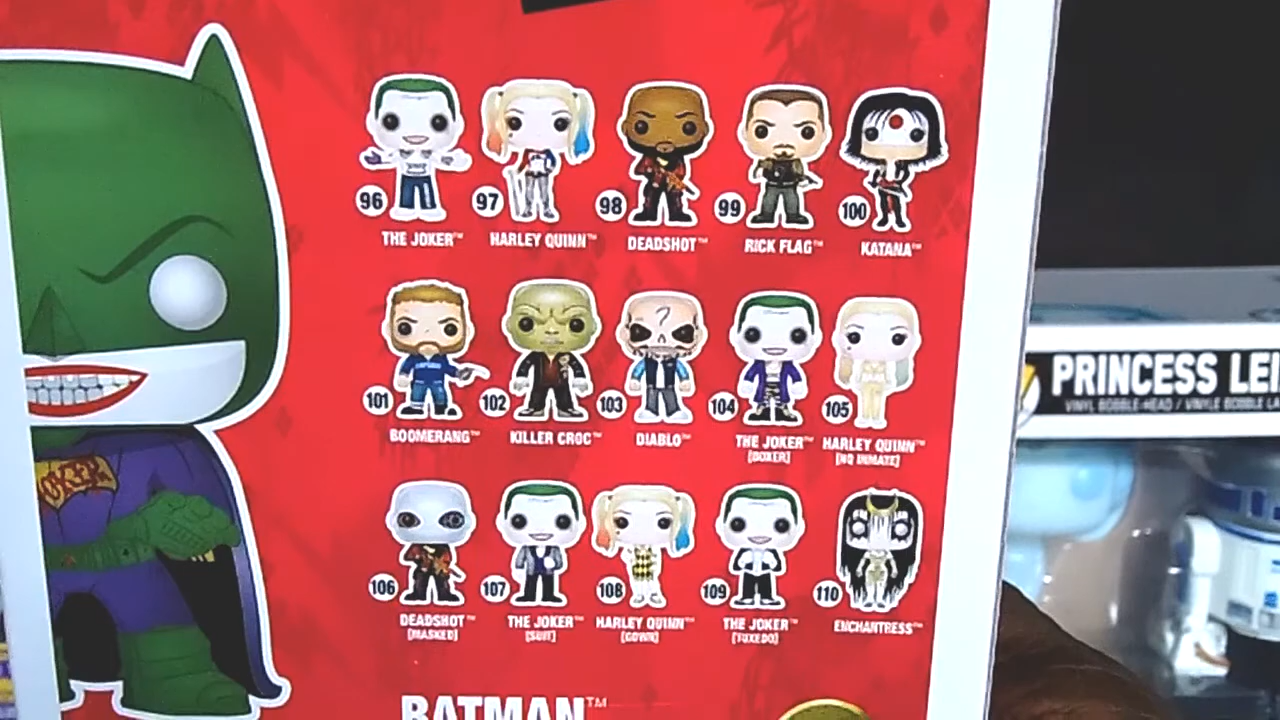 96 97 98 99 100
THE JOKER™ HARLEY QUINN™ DEADSHOT™ RICK FLAG™ KATANA™
101 102 103 104 105
BOOMERANG™ KILLER CROC™ DIABLO™ THE JOKER™ HARLEY QUINN™
[BOXER] [HQ INMATE]
106 107 108 109 110
DEADSHOT™ THE JOKER™ HARLEY QUINN™ THE JOKER™ ENCHANTRESS™
[MASKED] [SUIT] [GOWN] [TUXEDO]
BATMAN™
OKER
?
PRINCESS LEI
VINYL BOBBLE-HEAD / VINYLE BOBBLE